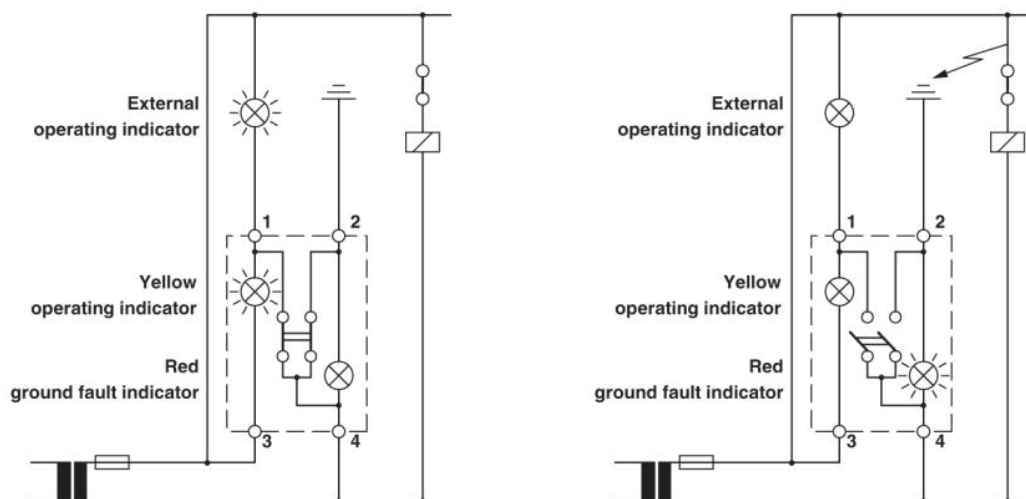 External
operating indicator
1
2
Yellow
operating indicator
Red
ground fault indicator
3
4
External
operating indicator
1
2
Yellow
operating indicator
Red
ground fault indicator
3
4